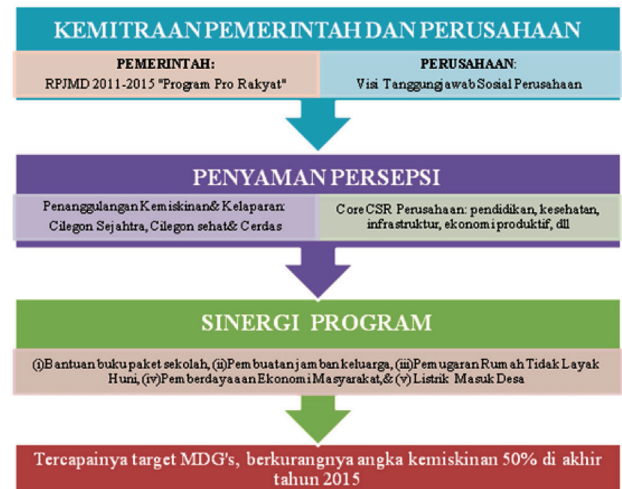 KEMITRAAN PEMERINTAH DAN PERUSAHAAN
PEMERINTAH:
RPJMD 2011-2015 "Program Pro Rakyat"
PERUSAHAAN:
Visi Tanggungjawab Sosial Perusahaan
PENYAMAN PERSEPSI
Penanggulangan Kemiskinan& Kelaparan:
Cilegon Sejahtra, Cilegon sehat& Cerdas
Core CSR Perusahaan: pendidikan, kesehatan,
infrastruktur, ekonomi produktif, dll
SINERGI PROGRAM
(i)Bantuan buku paket sekolah, (ii)Pembuatan jamban keluarga, (iii)Pemugaran Rumah Tidak Layak
Huni, (iv)Pemberdayaaan Ekonomi Masyarakat,& (v) Listrik Masuk Desa
Tercapainya target MDG's, berkurangnya angka kemiskinan 50% di akhir
tahun 2015